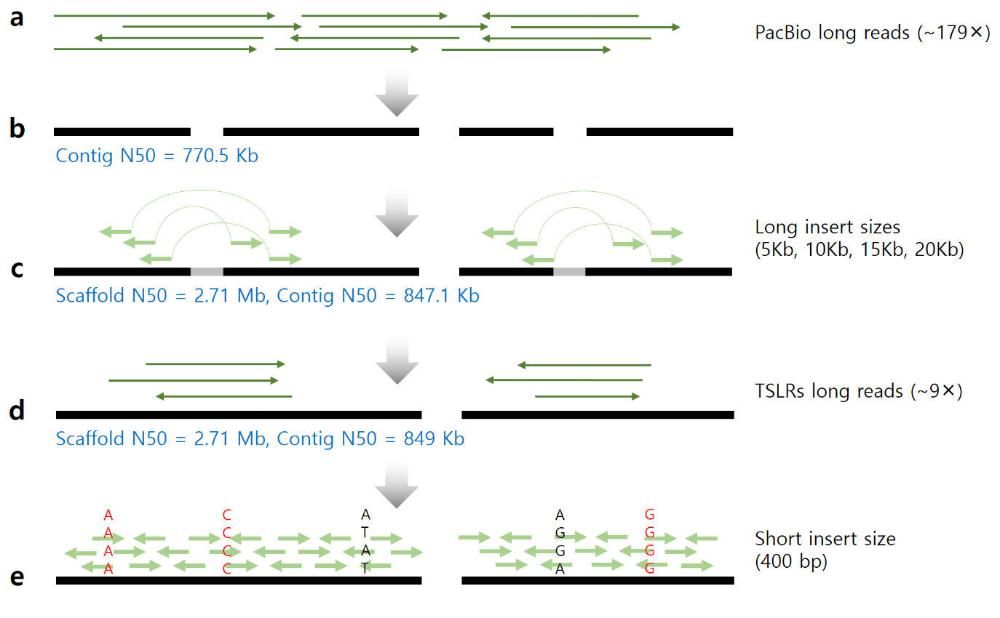 a
PacBio long reads (~179×)
b
Contig N50 = 770.5 Kb
Long insert sizes
(5Kb, 10Kb, 15Kb, 20Kb)
c
Scaffold N50 = 2.71 Mb, Contig N50 = 847.1 Kb
TSLRs long reads (~9×)
d
Scaffold N50 = 2.71 Mb, Contig N50 = 849 Kb
A C A A G
A C T G G
Short insert size
A C A G G
(400 bp)
A C T A G
e